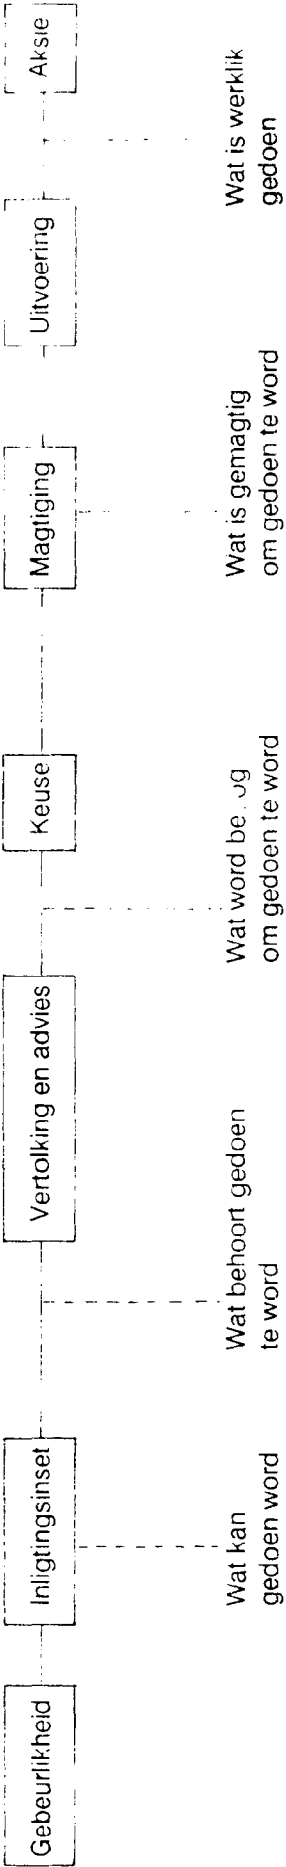 Gebeurlikheid
Inligtingsinset
Vertolking en advies
Keuse
Magtiging
Uitvoering
Aksie
Wat kan
gedoen word
Wat behoort gedoen
te word
Wat word
om gedoen te word
Wat is gemagtig
om gedoen te word
Wat is werklik
gedoen